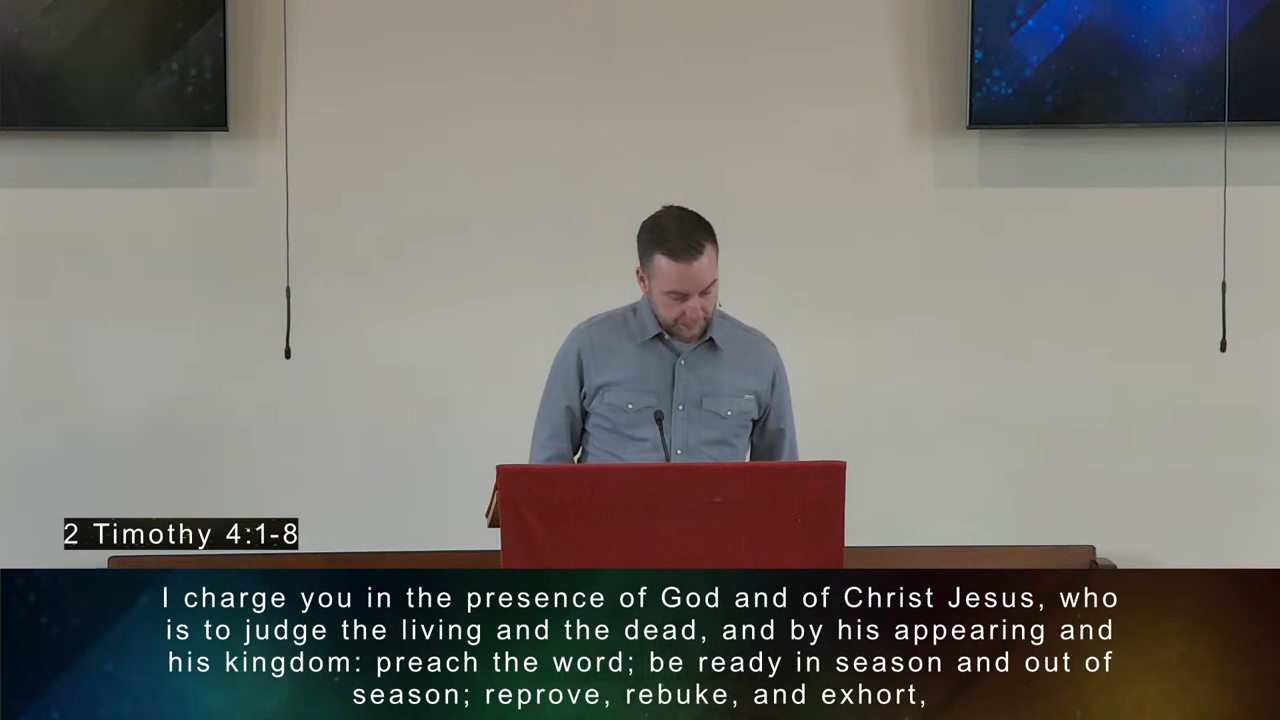 2 Timothy 4:1-8
I charge you in the presence of God and of Christ Jesus, who
is to judge the living and the dead, and by his appearing and
his kingdom: preach the word; be ready in season and out of
season; reprove, rebuke, and exhort,